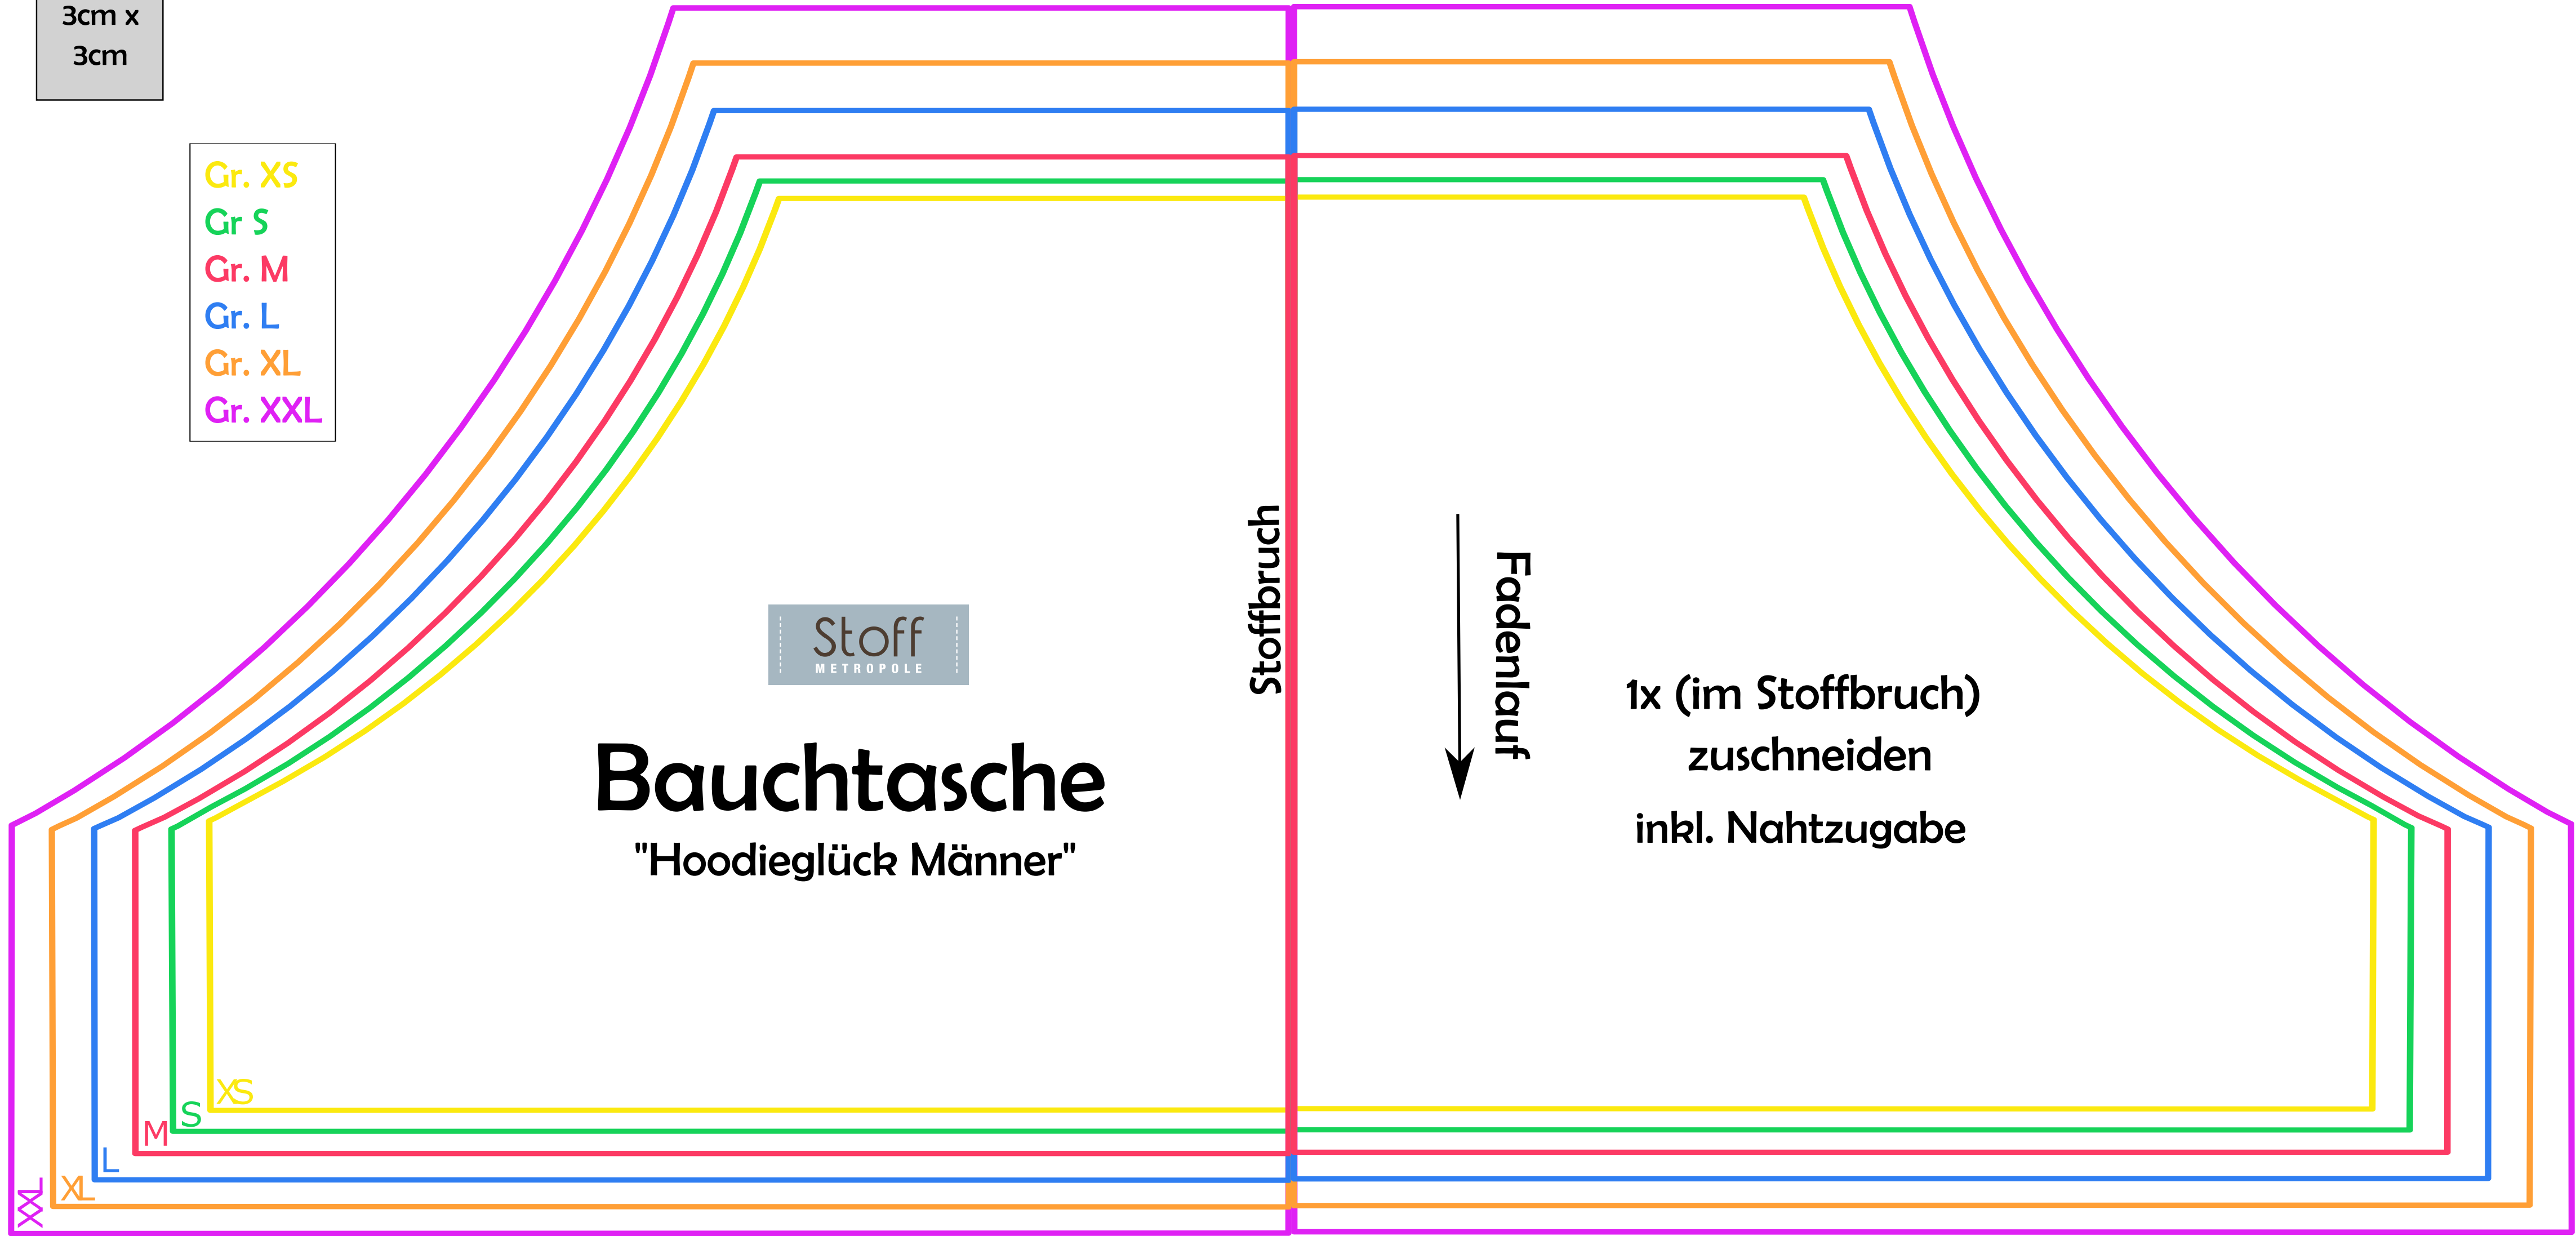 3cm x
3cm
Gr. XS
Gr S
Gr. M
Gr. L
Gr. XL
Gr. XXL
Stoffbruch
Fadenlauf
Stoff
METROPOLE
Bauchtasche
"Hoodieglück Männer"
1x (im Stoffbruch)
zuschneiden
inkl. Nahtzugabe
XS
S
M
L
XL
XXL